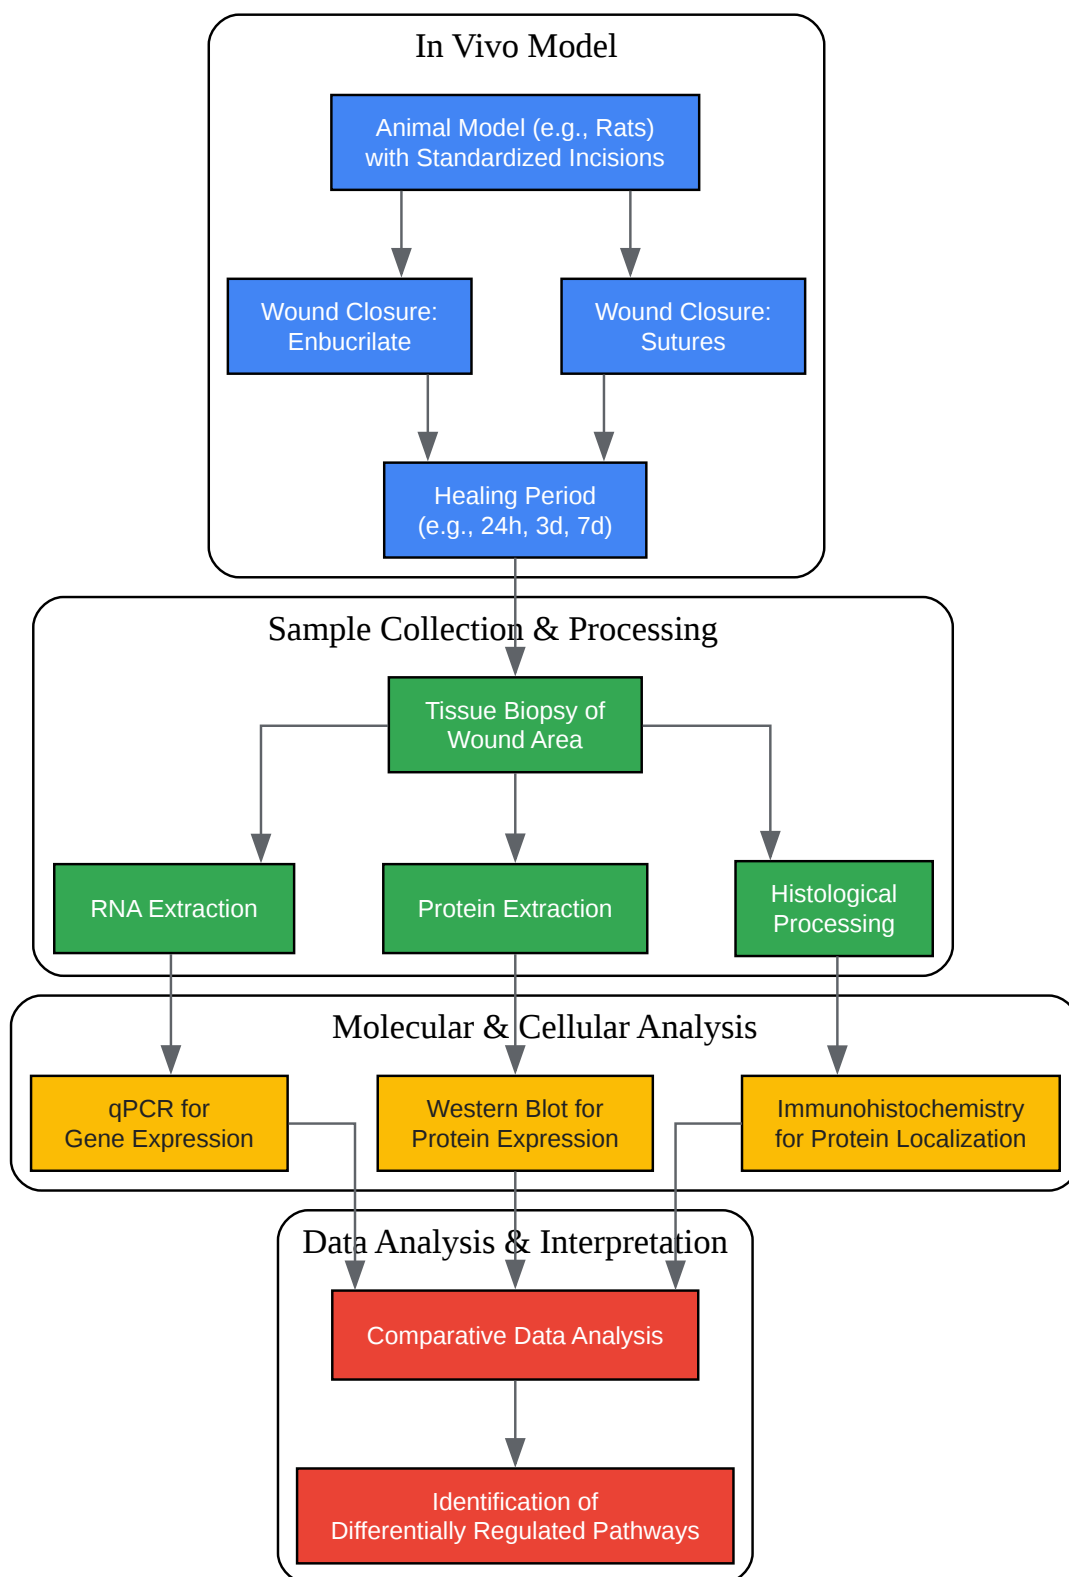 In Vivo Model
Animal Model (e.g., Rats)
with Standardized Incisions
Wound Closure:
Enbucrilate
Wound Closure:
Sutures
Healing Period
(e.g., 24h, 3d, 7d)
Sample Collection & Processing
Tissue Biopsy of
Wound Area
RNA Extraction
Protein Extraction
Histological
Processing
Molecular & Cellular Analysis
qPCR for
Gene Expression
Western Blot for
Protein Expression
Immunohistochemistry
for Protein Localization
Data Analysis & Interpretation
Comparative Data Analysis
Identification of
Differentially Regulated Pathways